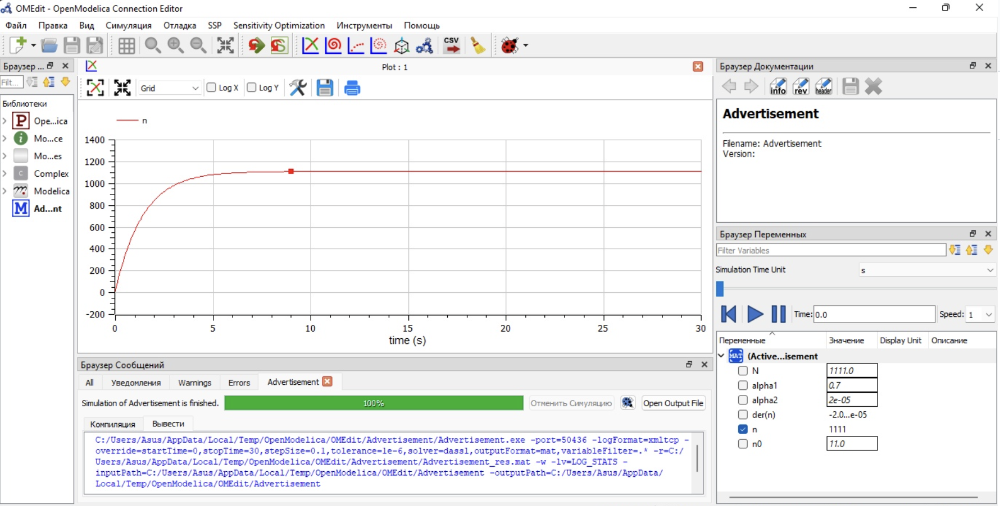 OMEdit - OpenModelica Connection Editor
Файл Правка Вид Симуляция Отладка SSP Sensitivity Optimization Инструменты Помощь
CSV
Браузер ...
Filt...
Библиотеки
P Оре...ica
i Mo...ce
Mo...es
C Complex
Modelica
M Ad...nt
Plot : 1
Grid Log X Log Y
n
1400
1200
1000
800
600
400
200
0
-200
0 5 10 15 20 25 30
time (s)
Браузер Сообщений
All Уведомления Warnings Errors Advertisement
Simulation of Advertisement is finished. 100% Отменить Симуляцию Open Output File
Компиляция Вывести
C:/Users/Asus/AppData/Local/Temp/OpenModelica/OMEdit/Advertisement/Advertisement.exe -port=50436 -logFormat=xmltcp -
override=startTime=0,stopTime=30,stepSize=0.1,tolerance=1e-6,solver=dassl,outputFormat=mat,variableFilter=.* -r=C:/
Users/Asus/AppData/Local/Temp/OpenModelica/OMEdit/Advertisement/Advertisement_res.mat -w -lv=LOG_STATS -
inputPath=C:/Users/Asus/AppData/Local/Temp/OpenModelica/OMEdit/Advertisement -outputPath=C:/Users/Asus/AppData/
Local/Temp/OpenModelica/OMEdit/Advertisement
Браузер Документации
info rev header
Advertisement
Filename: Advertisement
Version:
Браузер Переменных
Filter Variables
Simulation Time Unit s
Time: 0.0 Speed: 1
Переменные Значение Display Unit Описание
MAT (Active...isement
N 1111.0
alpha1 0.7
alpha2 2e-05
der(n) -2.0...e-05
n 1111
n0 11.0